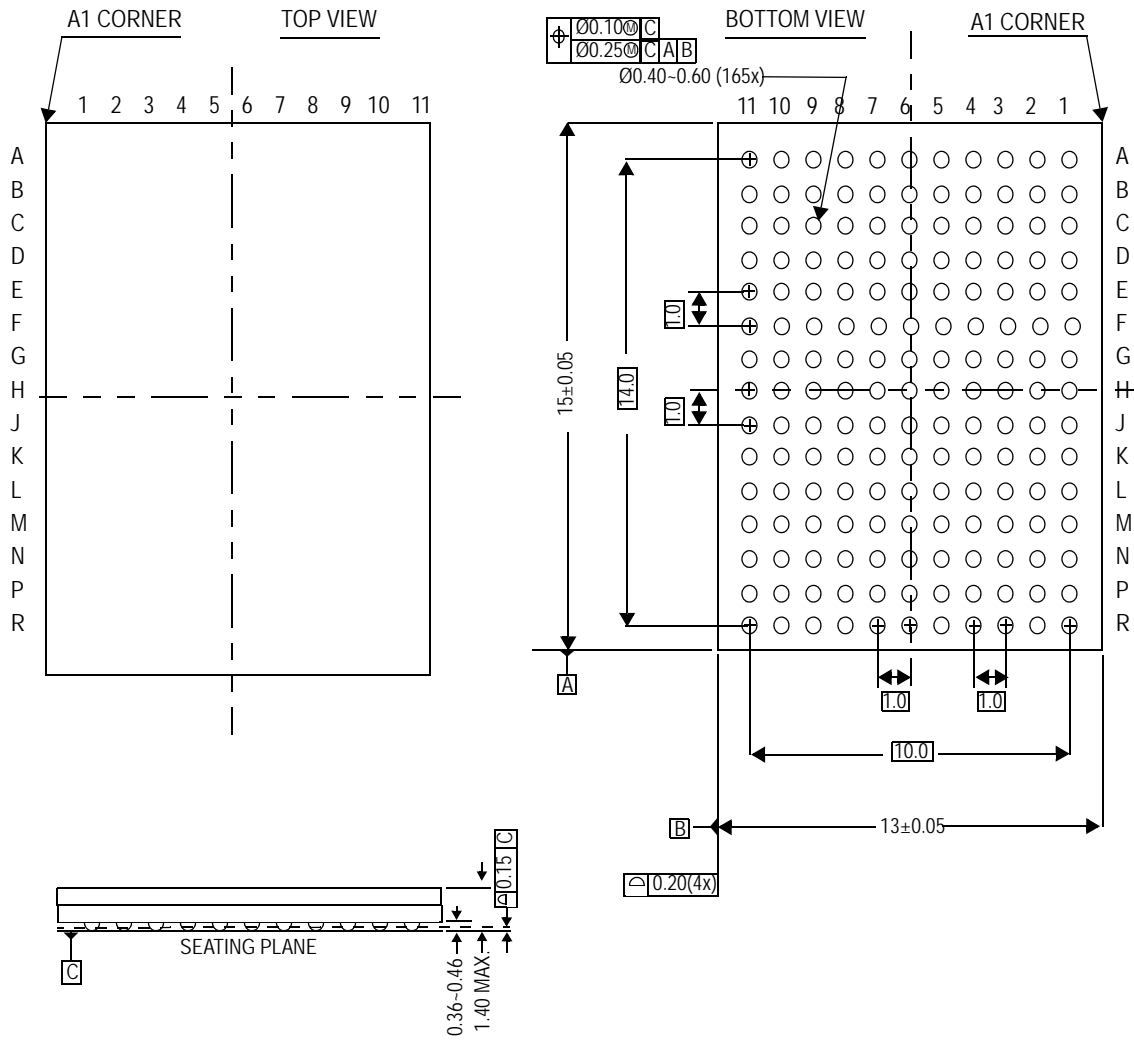 A1 CORNER
TOP VIEW
1 2 3 4 5 6 7 8 9 10 11
A
B
C
D
E
F
G
H
J
K
L
M
N
P
R
Ø0.10Ⓜ C
Ø0.25Ⓜ C A B
Ø0.40~0.60 (165x)
BOTTOM VIEW
A1 CORNER
11 10 9 8 7 6 5 4 3 2 1
A
B
C
D
E
F
G
H
J
K
L
M
N
P
R
15±0.05
14.0
1.0
1.0
A
1.0
1.0
10.0
B
13±0.05
0.20(4x)
0.15 C
SEATING PLANE
C
0.36~0.46
1.40 MAX.